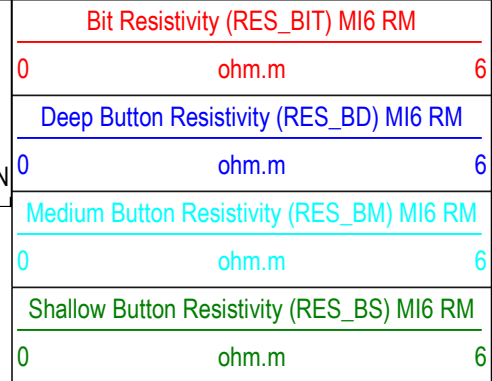 Bit Resistivity (RES_BIT) MI6 RM
0 ohm.m 6
Deep Button Resistivity (RES_BD) MI6 RM
N
0 ohm.m 6
Medium Button Resistivity (RES_BM) MI6 RM
0 ohm.m 6
Shallow Button Resistivity (RES_BS) MI6 RM
0 ohm.m 6